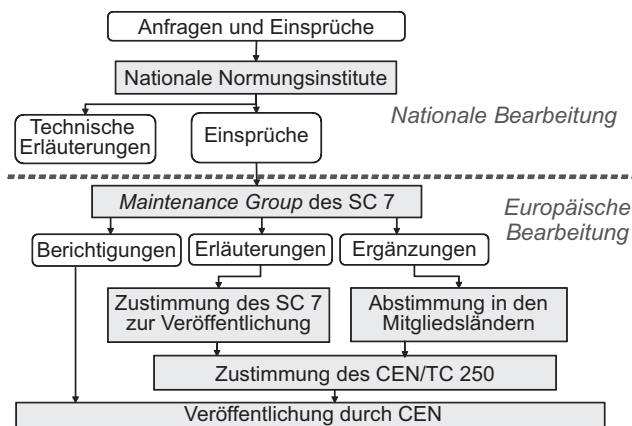 Anfragen und Einsprüche
Nationale Normungsinstitute
Nationale Bearbeitung
Technische
Erläuterungen
Einsprüche
Maintenance Group des SC 7
Europäische
Bearbeitung
Berichtigungen
Erläuterungen
Ergänzungen
Zustimmung des SC 7
zur Veröffentlichung
Abstimmung in den
Mitgliedsländern
Zustimmung des CEN/TC 250
Veröffentlichung durch CEN